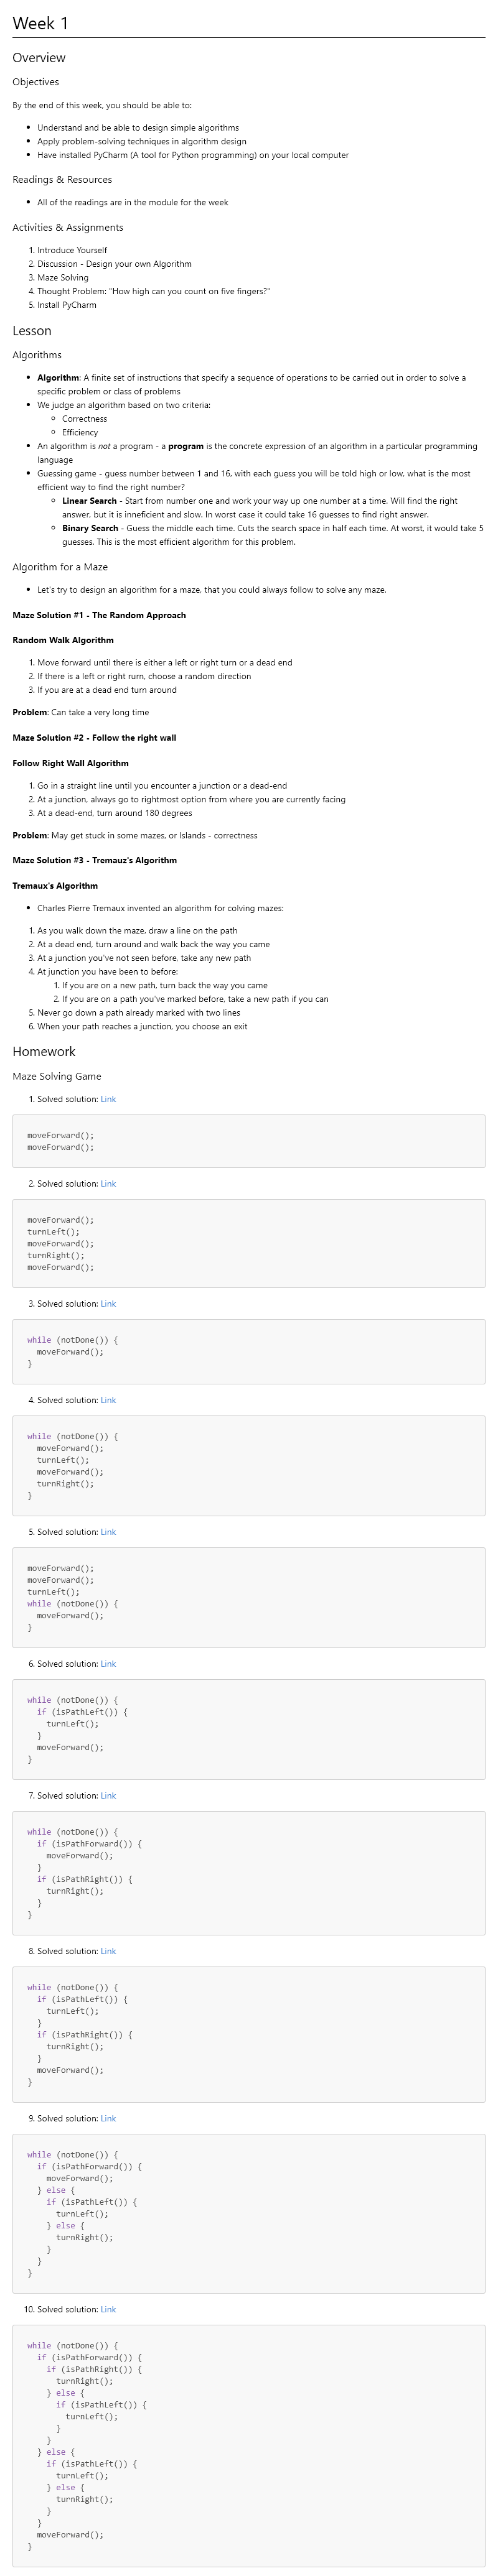 Week 1
Overview
Objectives
By the end of this week, you should be able to:
• Understand and be able to design simple algorithms
• Apply problem-solving techniques in algorithm design
• Have installed PyCharm (A tool for Python programming) on your local computer
Readings & Resources
• All of the readings are in the module for the week
Activities & Assignments
1. Introduce Yourself
2. Discussion - Design your own Algorithm
3. Maze Solving
4. Thought Problem: "How high can you count on five fingers?"
5. Install PyCharm
Lesson
Algorithms
• Algorithm: A finite set of instructions that specify a sequence of operations to be carried out in order to solve a
specific problem or class of problems
• We judge an algorithm based on two criteria:
◦ Correctness
◦ Efficiency
• An algorithm is not a program - a program is the concrete expression of an algorithm in a particular programming
language
• Guessing game - guess number between 1 and 16, with each guess you will be told high or low, what is the most
efficient way to find the right number?
◦ Linear Search - Start from number one and work your way up one number at a time. Will find the right
answer, but it is inneficient and slow. In worst case it could take 16 guesses to find right answer.
◦ Binary Search - Guess the middle each time. Cuts the search space in half each time. At worst, it would take 5
guesses. This is the most efficient algorithm for this problem.
Algorithm for a Maze
• Let's try to design an algorithm for a maze, that you could always follow to solve any maze.
Maze Solution #1 - The Random Approach
Random Walk Algorithm
1. Move forward until there is either a left or right turn or a dead end
2. If there is a left or right rurn, choose a random direction
3. If you are at a dead end turn around
Problem: Can take a very long time
Maze Solution #2 - Follow the right wall
Follow Right Wall Algorithm
1. Go in a straight line until you encounter a junction or a dead-end
2. At a junction, always go to rightmost option from where you are currently facing
3. At a dead-end, turn around 180 degrees
Problem: May get stuck in some mazes, or Islands - correctness
Maze Solution #3 - Tremauz's Algorithm
Tremaux's Algorithm
• Charles Pierre Tremaux invented an algorithm for colving mazes:
1. As you walk down the maze, draw a line on the path
2. At a dead end, turn around and walk back the way you came
3. At a junction you've not seen before, take any new path
4. At junction you have been to before:
1. If you are on a new path, turn back the way you came
2. If you are on a path you've marked before, take a new path if you can
5. Never go down a path already marked with two lines
6. When your path reaches a junction, you choose an exit
Homework
Maze Solving Game
1. Solved solution: Link
moveForward();
moveForward();
2. Solved solution: Link
moveForward();
turnLeft();
moveForward();
turnRight();
moveForward();
3. Solved solution: Link
while (notDone()) {
  moveForward();
}
4. Solved solution: Link
while (notDone()) {
  moveForward();
  turnLeft();
  moveForward();
  turnRight();
}
5. Solved solution: Link
moveForward();
moveForward();
turnLeft();
while (notDone()) {
  moveForward();
}
6. Solved solution: Link
while (notDone()) {
  if (isPathLeft()) {
    turnLeft();
  }
  moveForward();
}
7. Solved solution: Link
while (notDone()) {
  if (isPathForward()) {
    moveForward();
  }
  if (isPathRight()) {
    turnRight();
  }
}
8. Solved solution: Link
while (notDone()) {
  if (isPathLeft()) {
    turnLeft();
  }
  if (isPathRight()) {
    turnRight();
  }
  moveForward();
}
9. Solved solution: Link
while (notDone()) {
  if (isPathForward()) {
    moveForward();
  } else {
    if (isPathLeft()) {
      turnLeft();
    } else {
      turnRight();
    }
  }
}
10. Solved solution: Link
while (notDone()) {
  if (isPathForward()) {
    if (isPathRight()) {
      turnRight();
    } else {
      if (isPathLeft()) {
        turnLeft();
      }
    }
  } else {
    if (isPathLeft()) {
      turnLeft();
    } else {
      turnRight();
    }
  }
  moveForward();
}